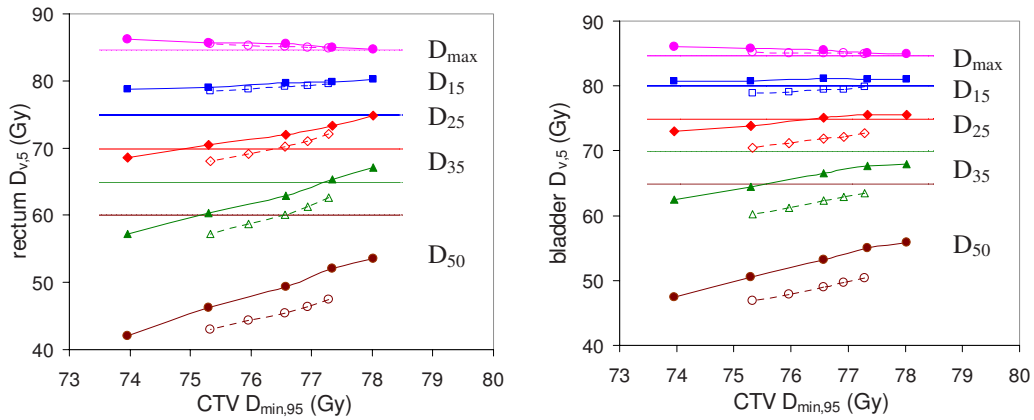 90
80
70
60
50
40
rectum D_v,5 (Gy)
73 74 75 76 77 78 79 80
CTV D_min,95 (Gy)
D_max
D_15
D_25
D_35
D_50
90
80
70
60
50
40
bladder D_v,5 (Gy)
73 74 75 76 77 78 79 80
CTV D_min,95 (Gy)
D_max
D_15
D_25
D_35
D_50